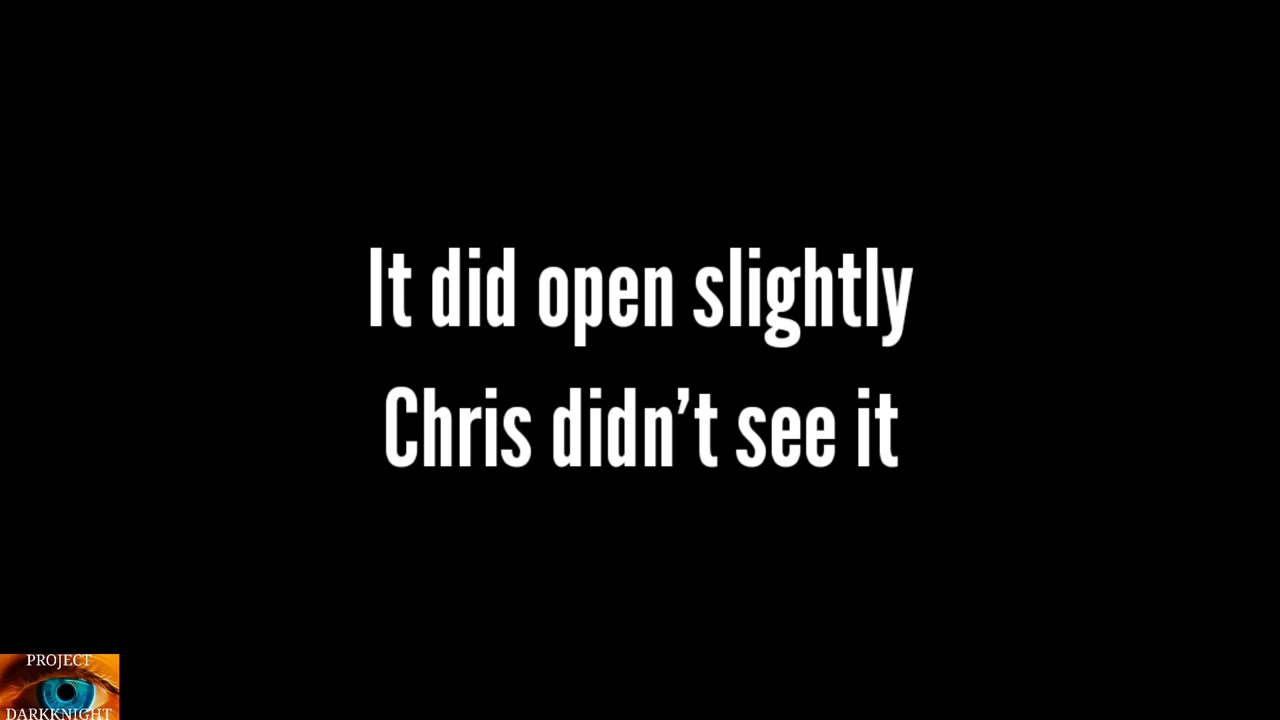 It did open slightly
Chris didn’t see it
PROJECT
DARKKNIGHT